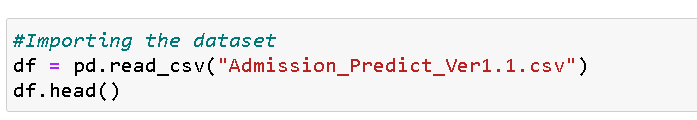 #Importing the dataset
df = pd.read_csv("Admission_Predict_Ver1.1.csv")
df.head()